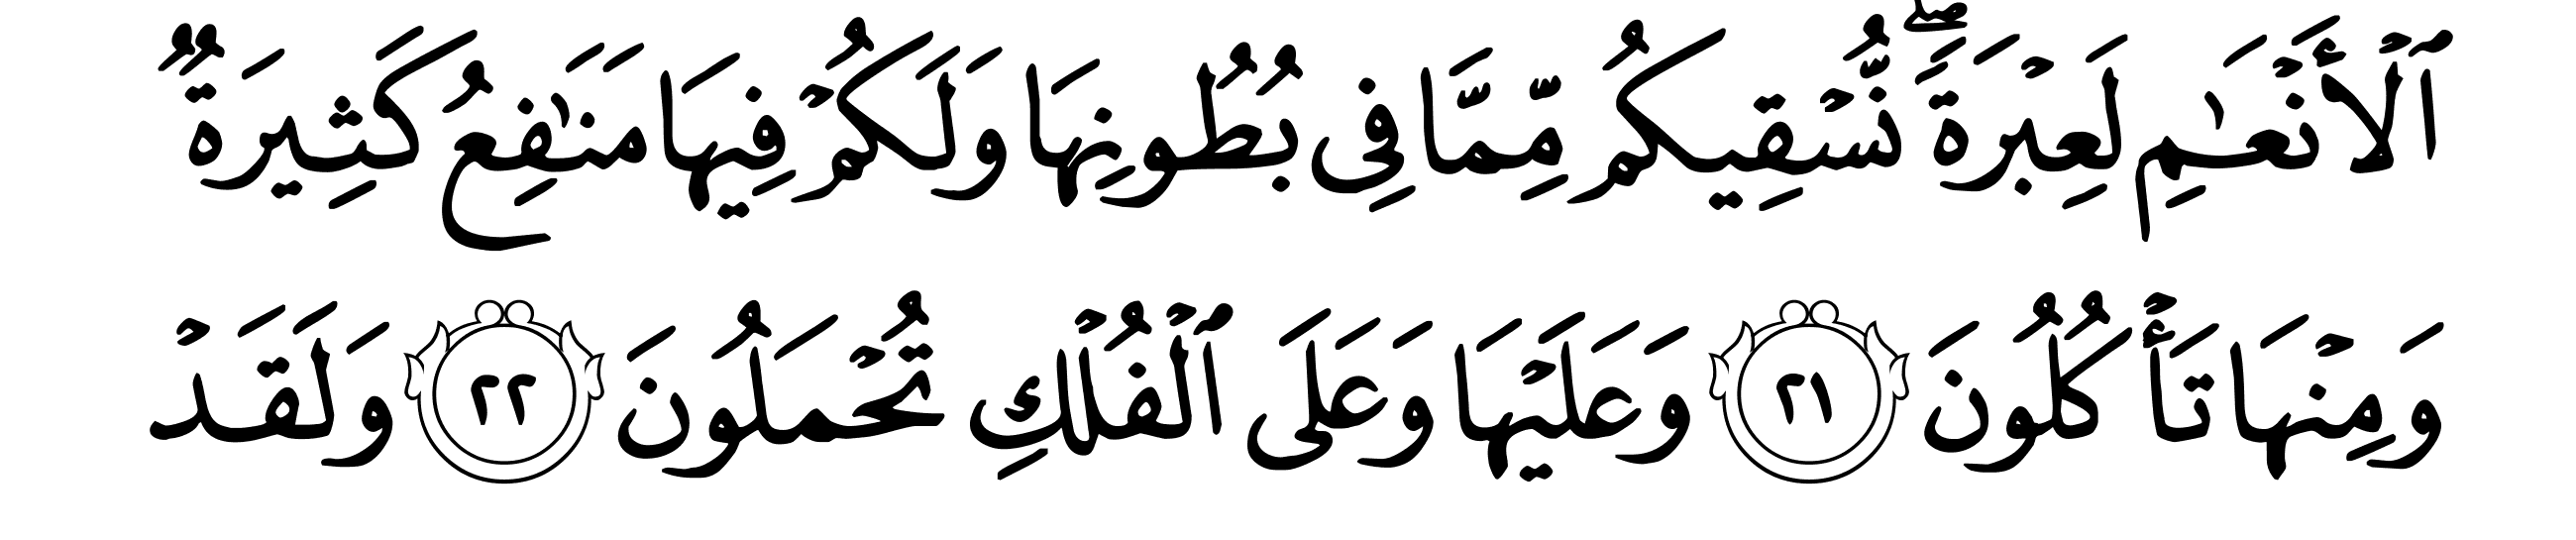 ٱلۡأَنۡعَٰمِ لَعِبۡرَةٗۖ نُّسۡقِيكُم مِّمَّا فِي بُطُونِهَا وَلَكُمۡ فِيهَا مَنَٰفِعُ كَثِيرَةٞ
وَمِنۡهَا تَأۡكُلُونَ ٢١ وَعَلَيۡهَا وَعَلَى ٱلۡفُلۡكِ تُحۡمَلُونَ ٢٢ وَلَقَدۡ